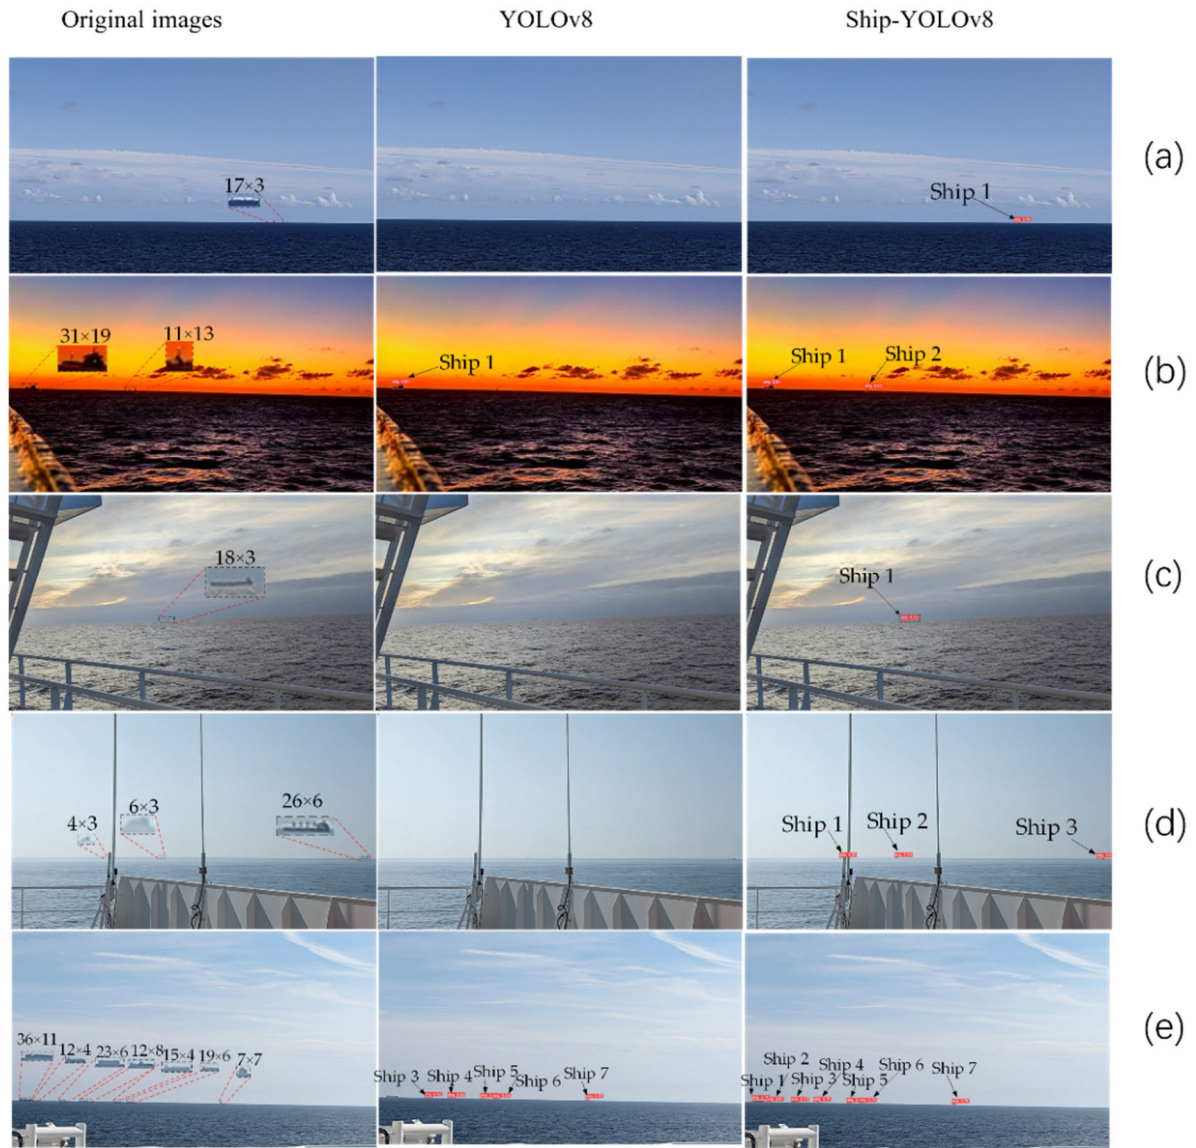 Original images YOLOv8 Ship-YOLOv8
17×3
Ship 1
(a)
31×19 11×13
Ship 1
Ship 1 Ship 2
(b)
18×3
Ship 1
(c)
4×3 6×3 26×6
Ship 1 Ship 2 Ship 3
(d)
36×11 12×4 23×6 12×8 15×4 19×6 7×7
Ship 3 Ship 4 Ship 5 Ship 6 Ship 7
Ship 1 Ship 2 Ship 3 Ship 4 Ship 5 Ship 6 Ship 7
(e)